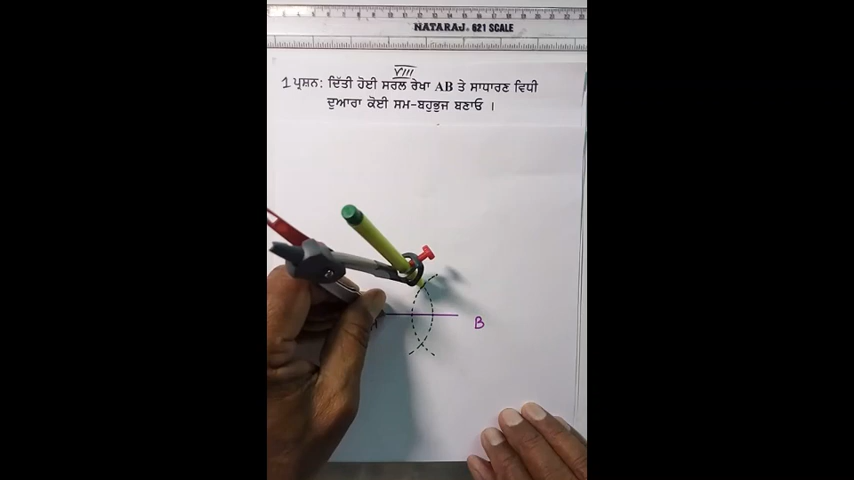 NATARAJ 621 SCALE
VIII
1 ਪ੍ਰਸ਼ਨ: ਦਿੱਤੀ ਹੋਈ ਸਰਲ ਰੇਖਾ AB ਤੇ ਸਾਧਾਰਣ ਵਿਧੀ
ਦੁਆਰਾ ਕੋਈ ਸਮ-ਬਹੁਭੁਜ ਬਣਾਓ ।
B